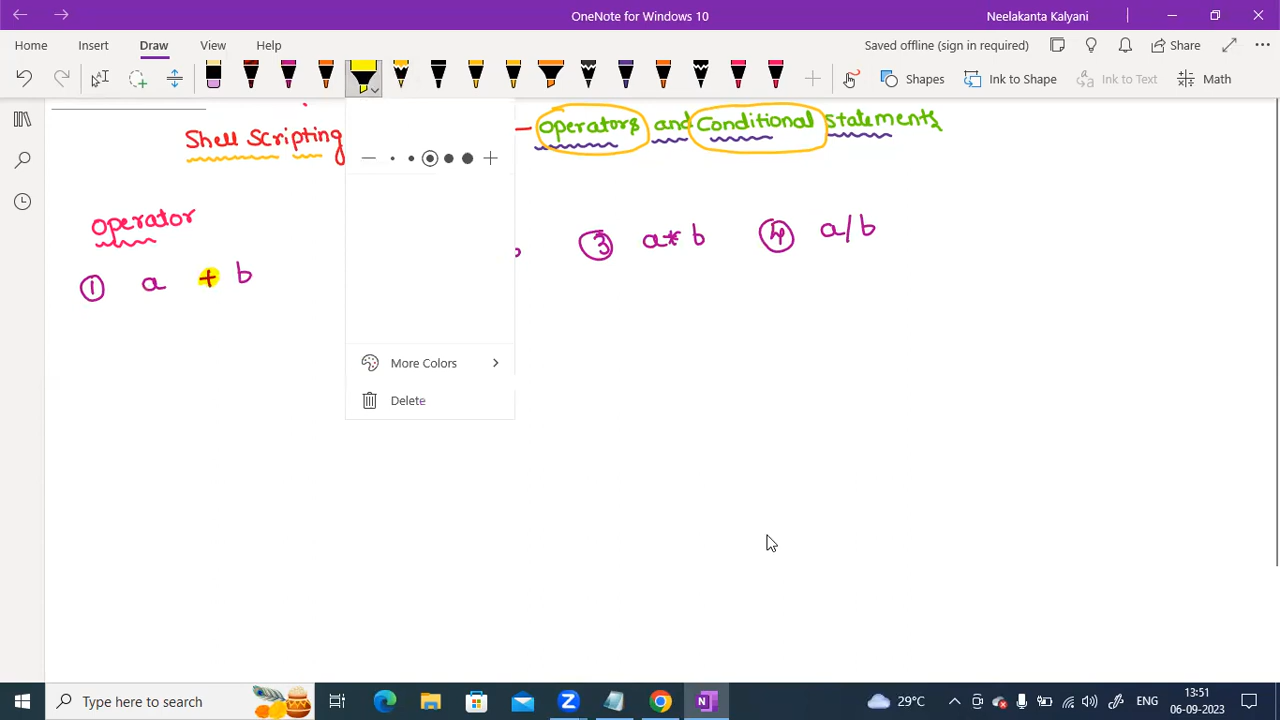 OneNote for Windows 10
Neelakanta Kalyani
Home Insert Draw View Help
Saved offline (sign in required)
Share
Shapes
Ink to Shape
Ink to Text
Math
Shell Scripting - Operators and Conditional statements
Operator
① a + b
③ a * b ④ a/b
More Colors
Delete
Type here to search
29°C
ENG
13:51
06-09-2023